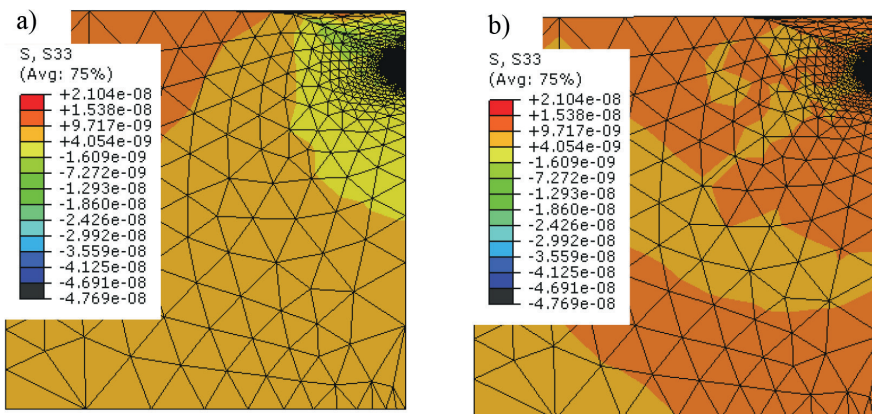 a)
S, S33
(Avg: 75%)
+2.104e-08
+1.538e-08
+9.717e-09
+4.054e-09
-1.609e-09
-7.272e-09
-1.293e-08
-1.860e-08
-2.426e-08
-2.992e-08
-3.559e-08
-4.125e-08
-4.691e-08
-4.769e-08
b)
S, S33
(Avg: 75%)
+2.104e-08
+1.538e-08
+9.717e-09
+4.054e-09
-1.609e-09
-7.272e-09
-1.293e-08
-1.860e-08
-2.426e-08
-2.992e-08
-3.559e-08
-4.125e-08
-4.691e-08
-4.769e-08